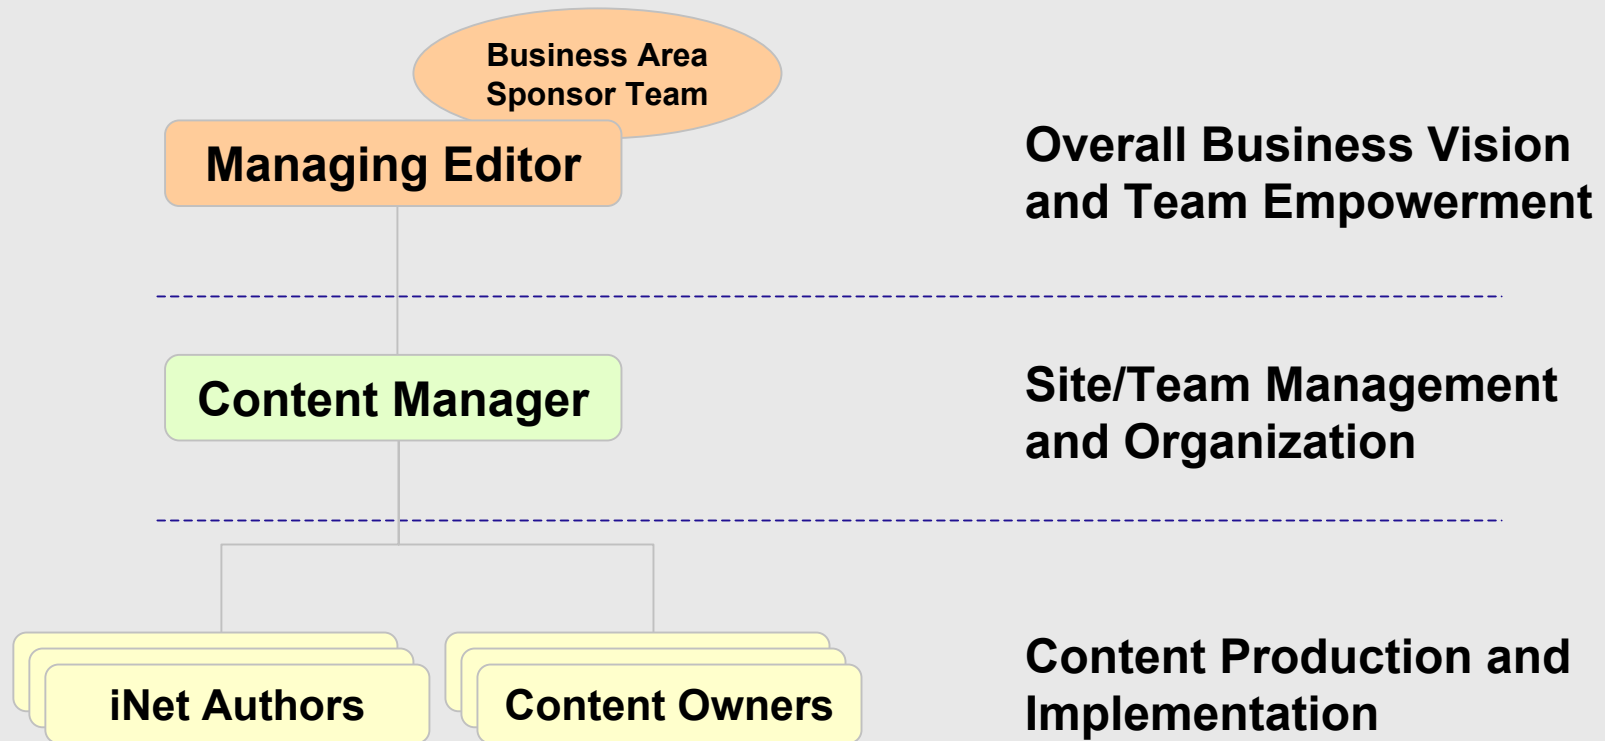 Business Area
Sponsor Team
Managing Editor
Overall Business Vision
and Team Empowerment
Content Manager
Site/Team Management
and Organization
iNet Authors
Content Owners
Content Production and
Implementation